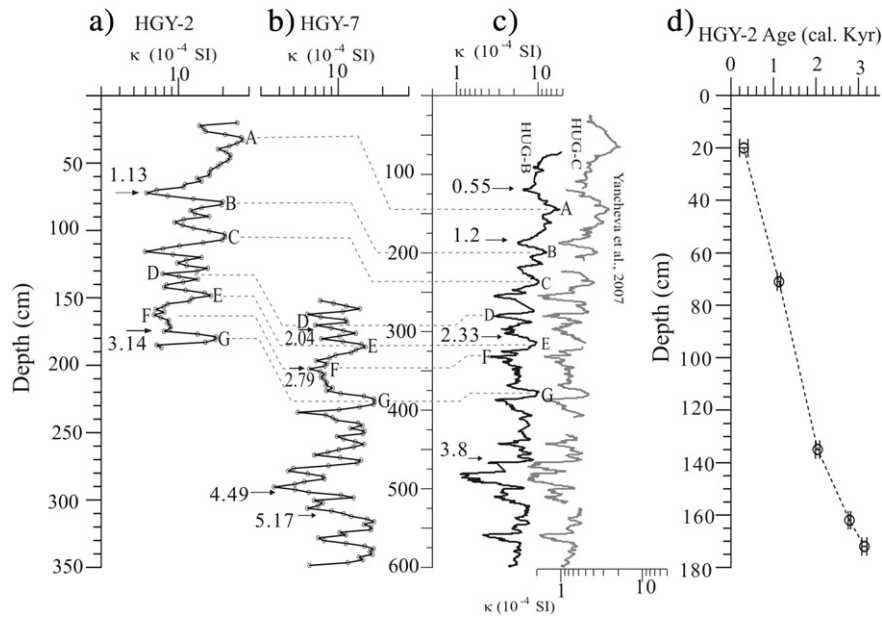 a) HGY-2
κ (10⁻⁴ SI)
10
b) HGY-7
κ (10⁻⁴ SI)
10
c)
κ (10⁻⁴ SI)
1 10
d) HGY-2 Age (cal. Kyr)
0 1 2 3
Depth (cm)
0
50
100
150
200
250
300
350
1.13
3.14
A
B
C
D
E
F
G
D
2.04
E
F
2.79
G
4.49
5.17
100
200
300
400
500
600
HUG-B
HUG-C
Yancheva et al., 2007
0.55
1.2
2.33
3.8
A
B
C
D
E
F
G
κ (10⁻⁴ SI)
1 10
Depth (cm)
0
20
40
60
80
100
120
140
160
180